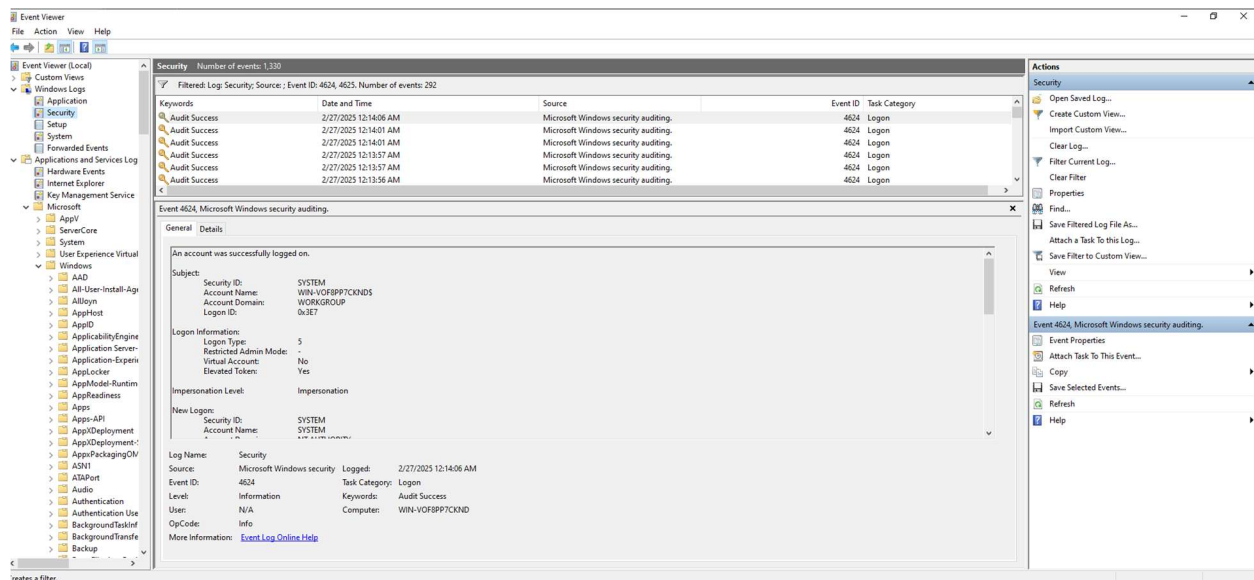 Event Viewer
File Action View Help
Event Viewer (Local)
Custom Views
Windows Logs
Application
Security
Setup
System
Forwarded Events
Applications and Services Log
Hardware Events
Internet Explorer
Key Management Service
Microsoft
AppV
ServerCore
System
User Experience Virtual
Windows
AAD
All-User-Install-Age
AllJoyn
AppHost
AppID
ApplicabilityEngine
Application Server-
Application-Experie
AppLocker
AppModel-Runtim
AppReadiness
Apps
Apps-API
AppXDeployment
AppXDeployment-S
AppxPackagingOM
ASN1
ATAPort
Audio
Authentication
Authentication Use
BackgroundTaskInf
BackgroundTransfe
Backup
Security Number of events: 1,330
Filtered: Log: Security; Source: ; Event ID: 4624, 4625. Number of events: 292
Keywords Date and Time Source Event ID Task Category
Audit Success 2/27/2025 12:14:06 AM Microsoft Windows security auditing. 4624 Logon
Audit Success 2/27/2025 12:14:01 AM Microsoft Windows security auditing. 4624 Logon
Audit Success 2/27/2025 12:14:01 AM Microsoft Windows security auditing. 4624 Logon
Audit Success 2/27/2025 12:13:57 AM Microsoft Windows security auditing. 4624 Logon
Audit Success 2/27/2025 12:13:57 AM Microsoft Windows security auditing. 4624 Logon
Audit Success 2/27/2025 12:13:56 AM Microsoft Windows security auditing. 4624 Logon
Event 4624, Microsoft Windows security auditing.
General Details
An account was successfully logged on.
Subject:
Security ID: SYSTEM
Account Name: WIN-VOF8PP7CKND$
Account Domain: WORKGROUP
Logon ID: 0x3E7
Logon Information:
Logon Type: 5
Restricted Admin Mode: -
Virtual Account: No
Elevated Token: Yes
Impersonation Level: Impersonation
New Logon:
Security ID: SYSTEM
Account Name: SYSTEM
Log Name: Security
Source: Microsoft Windows security Logged: 2/27/2025 12:14:06 AM
Event ID: 4624 Task Category: Logon
Level: Information Keywords: Audit Success
User: N/A Computer: WIN-VOF8PP7CKND
OpCode: Info
More Information: Event Log Online Help
Actions
Security
Open Saved Log...
Create Custom View...
Import Custom View...
Clear Log...
Filter Current Log...
Clear Filter
Properties
Find...
Save Filtered Log File As...
Attach a Task To this Log...
Save Filter to Custom View...
View
Refresh
Help
Event 4624, Microsoft Windows security auditing.
Event Properties
Attach Task To This Event...
Copy
Save Selected Events...
Refresh
Help
reates a filter.